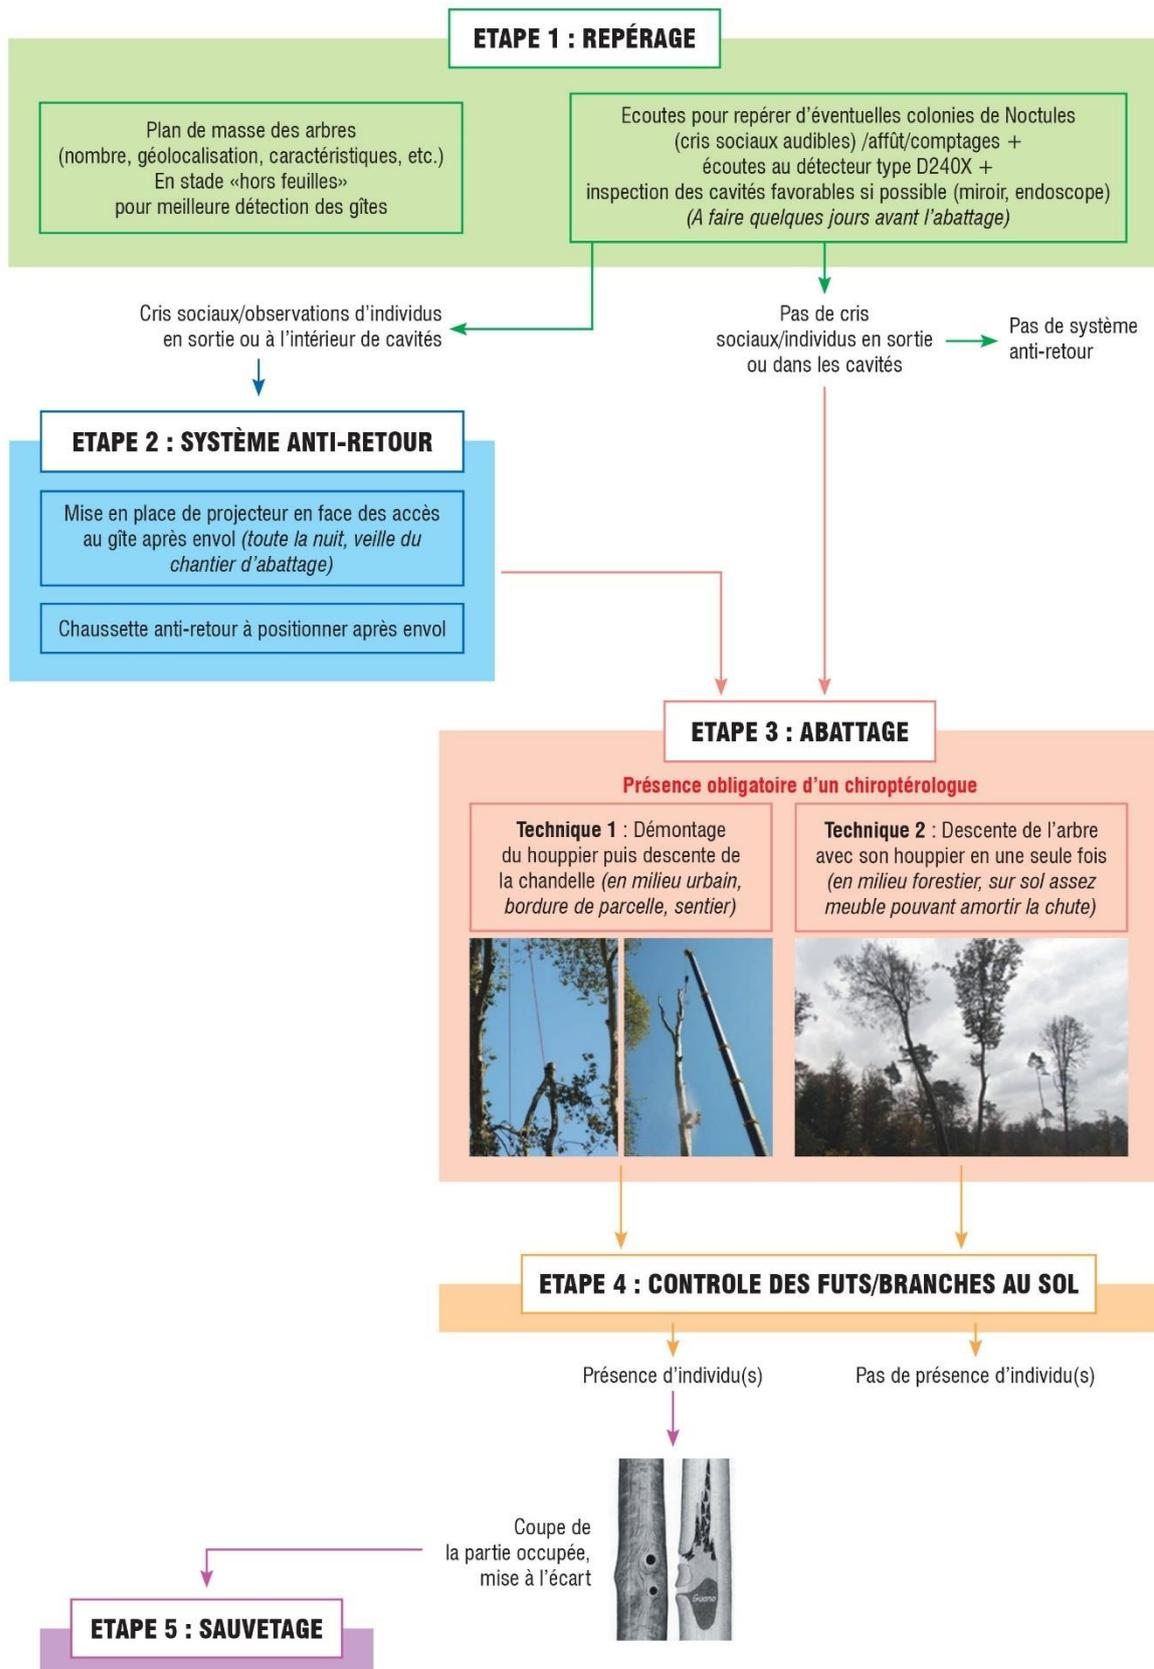 ETAPE 1 : REPÉRAGE
Plan de masse des arbres
(nombre, géolocalisation, caractéristiques, etc.)
En stade «hors feuilles»
pour meilleure détection des gîtes
Ecoutes pour repérer d'éventuelles colonies de Noctules
(cris sociaux audibles) /affût/comptages +
écoutes au détecteur type D240X +
inspection des cavités favorables si possible (miroir, endoscope)
(A faire quelques jours avant l'abattage)
Cris sociaux/observations d'individus
en sortie ou à l'intérieur de cavités
Pas de cris
sociaux/individus en sortie
ou dans les cavités
Pas de système
anti-retour
ETAPE 2 : SYSTÈME ANTI-RETOUR
Mise en place de projecteur en face des accès
au gîte après envol (toute la nuit, veille du
chantier d'abattage)
Chaussette anti-retour à positionner après envol
ETAPE 3 : ABATTAGE
Présence obligatoire d'un chiroptérologue
Technique 1 : Démontage
du houppier puis descente de
la chandelle (en milieu urbain,
bordure de parcelle, sentier)
Technique 2 : Descente de l'arbre
avec son houppier en une seule fois
(en milieu forestier, sur sol assez
meuble pouvant amortir la chute)
ETAPE 4 : CONTROLE DES FUTS/BRANCHES AU SOL
Présence d'individu(s)
Pas de présence d'individu(s)
Coupe de
la partie occupée,
mise à l'écart
Guano
ETAPE 5 : SAUVETAGE